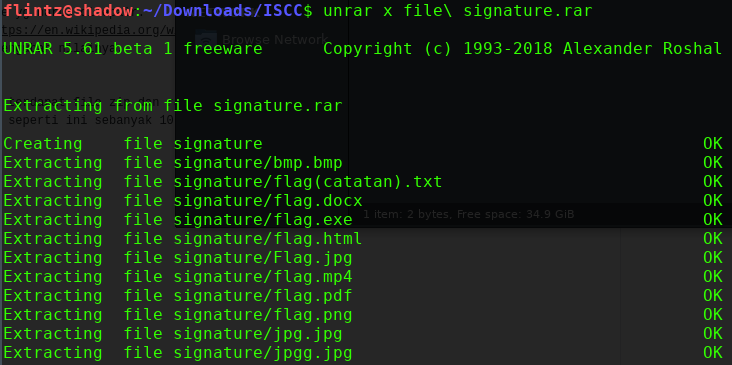 flintz@shadow:~/Downloads/ISCC$ unrar x file\ signature.rar
ttps://en.wikipedia.org/w
Browse Network
UNRAR 5.61 beta 1 freeware      Copyright (c) 1993-2018 Alexander Roshal
Extracting from file signature.rar
seperti ini sebanyak 10
Creating    file signature                                            OK
Extracting  file signature/bmp.bmp                                    OK
Extracting  file signature/flag(catatan).txt                          OK
Extracting  file signature/flag.docx                                  OK
Extracting  file signature/flag.exe                                   OK
1 item: 2 bytes, Free space: 34.9 GiB
Extracting  file signature/flag.html                                  OK
Extracting  file signature/Flag.jpg                                   OK
Extracting  file signature/flag.mp4                                   OK
Extracting  file signature/flag.pdf                                   OK
Extracting  file signature/flag.png                                   OK
Extracting  file signature/jpg.jpg                                    OK
Extracting  file signature/jpgg.jpg                                   OK